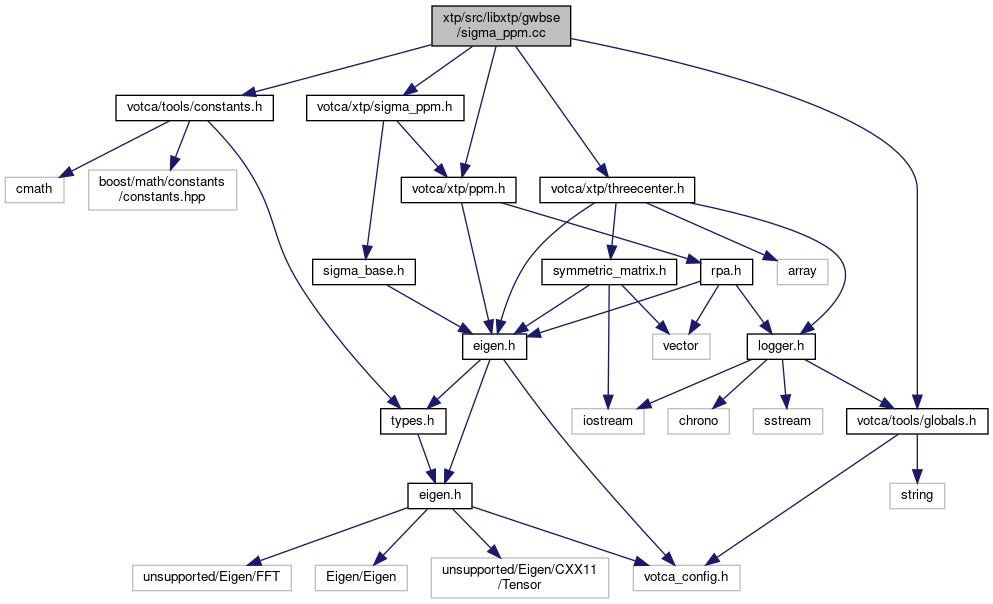 xtp/src/libxtp/gwbse
/sigma_ppm.cc
votca/tools/constants.h
votca/xtp/sigma_ppm.h
cmath
boost/math/constants
/constants.hpp
votca/xtp/ppm.h
votca/xtp/threecenter.h
sigma_base.h
symmetric_matrix.h
rpa.h
array
eigen.h
vector
logger.h
types.h
iostream
chrono
sstream
votca/tools/globals.h
eigen.h
string
unsupported/Eigen/FFT
Eigen/Eigen
unsupported/Eigen/CXX11
/Tensor
votca_config.h